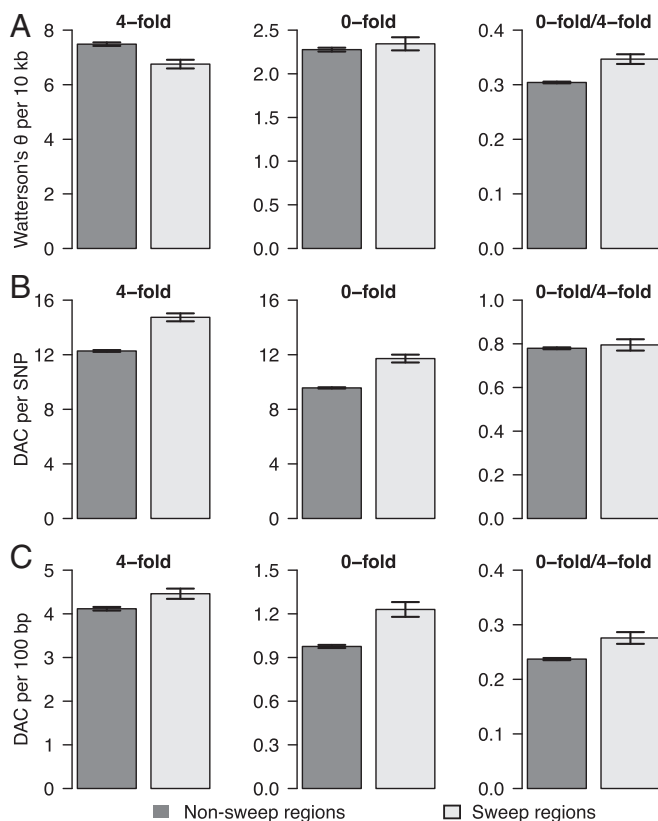 A
4–fold
0–fold
0–fold/4–fold
Watterson's θ per 10 kb
8
6
4
2
0
2.5
2.0
1.5
1.0
0.5
0.0
0.4
0.3
0.2
0.1
0.0
B
4–fold
0–fold
0–fold/4–fold
DAC per SNP
16
12
8
4
0
16
12
8
4
0
1.0
0.8
0.6
0.4
0.2
0.0
C
4–fold
0–fold
0–fold/4–fold
DAC per 100 bp
5
4
3
2
1
0
1.5
1.2
0.9
0.6
0.3
0.0
0.4
0.3
0.2
0.1
0.0
Non-sweep regions
Sweep regions